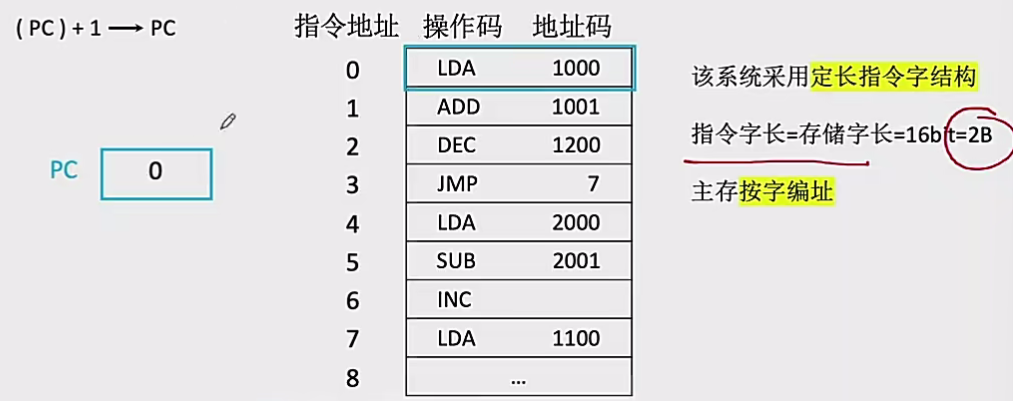 (PC)+1→PC
指令地址 操作码 地址码
0 LDA 1000
1 ADD 1001
2 DEC 1200
3 JMP 7
4 LDA 2000
5 SUB 2001
6 INC
7 LDA 1100
8 …
PC 0
该系统采用定长指令字结构
指令字长=存储字长=16bit=2B
主存按字编址